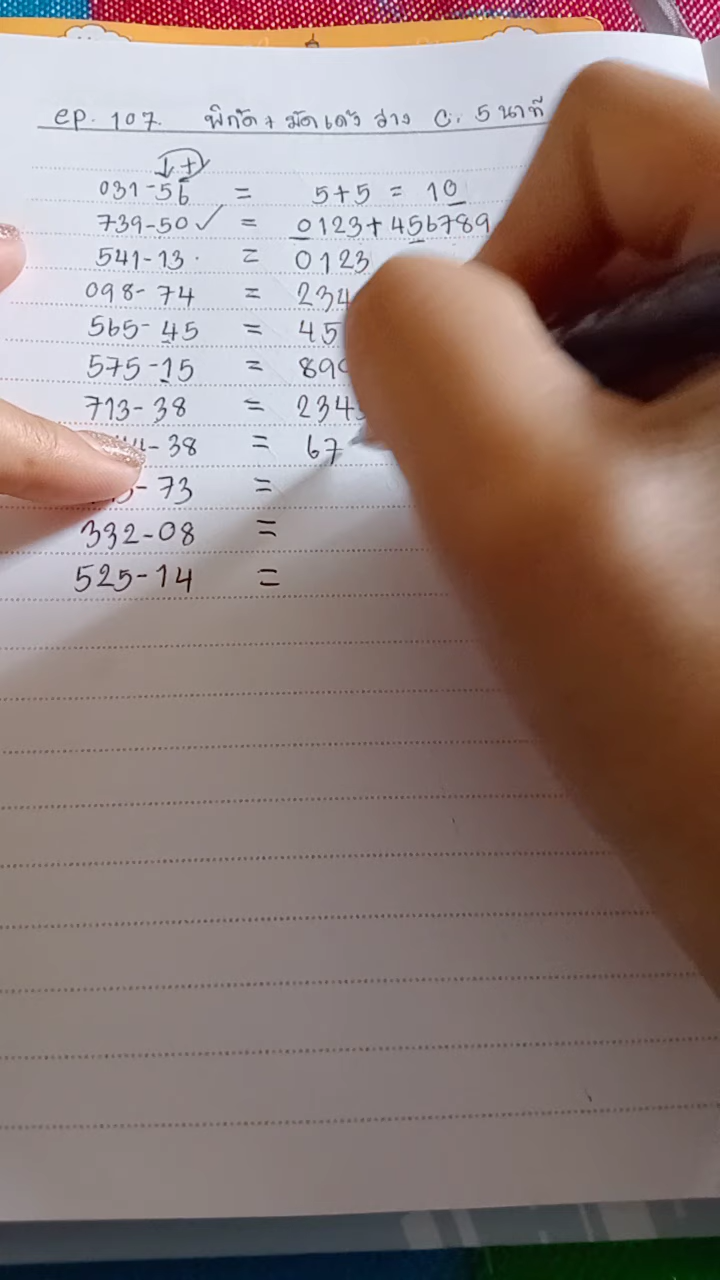 ep. 107. พิกัด + มัดเดี่ยว ล่าง C. 5 นาที
↓+
031-56 = 5+5 = 10
739-50 ✓ = 0123+456789
541-13. = 0123
098-74 = 234
565-45 = 45
575-15 = 89
713-38 = 234
-38 = 67
-73 =
332-08 =
525-14 =